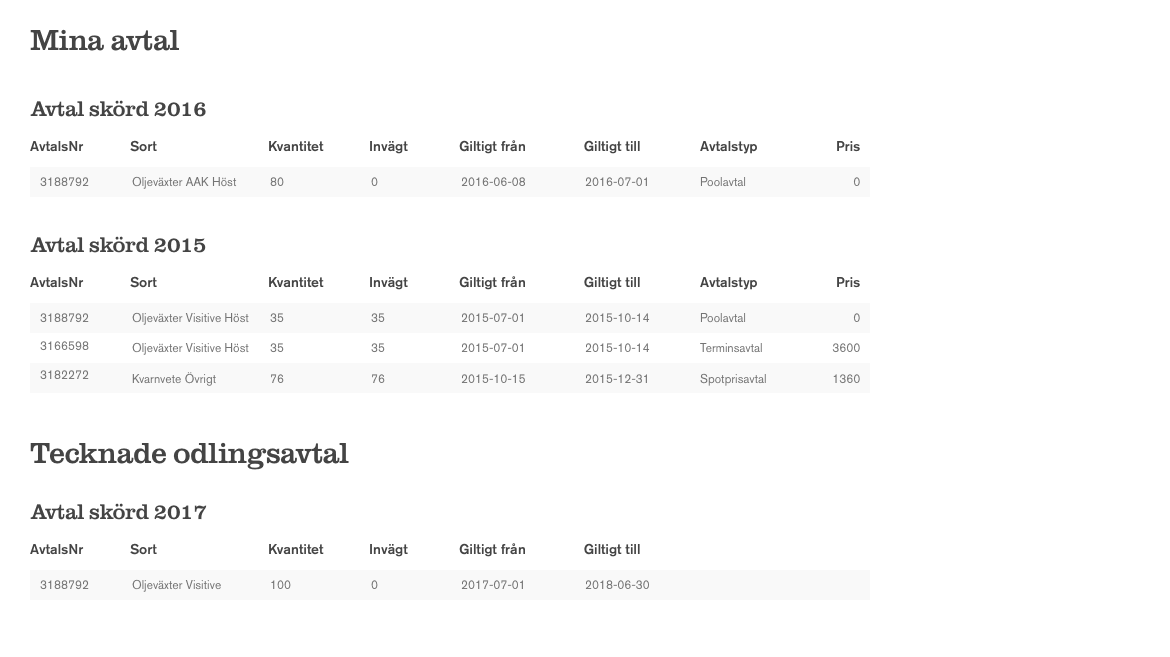 Mina avtal
Avtal skörd 2016
AvtalsNr Sort Kvantitet Invägt Giltigt från Giltigt till Avtalstyp Pris
3188792 Oljeväxter AAK Höst 80 0 2016-06-08 2016-07-01 Poolavtal 0
Avtal skörd 2015
AvtalsNr Sort Kvantitet Invägt Giltigt från Giltigt till Avtalstyp Pris
3188792 Oljeväxter Visitive Höst 35 35 2015-07-01 2015-10-14 Poolavtal 0
3166598 Oljeväxter Visitive Höst 35 35 2015-07-01 2015-10-14 Terminsavtal 3600
3182272 Kvarnvete Övrigt 76 76 2015-10-15 2015-12-31 Spotprisavtal 1360
Tecknade odlingsavtal
Avtal skörd 2017
AvtalsNr Sort Kvantitet Invägt Giltigt från Giltigt till
3188792 Oljeväxter Visitive 100 0 2017-07-01 2018-06-30